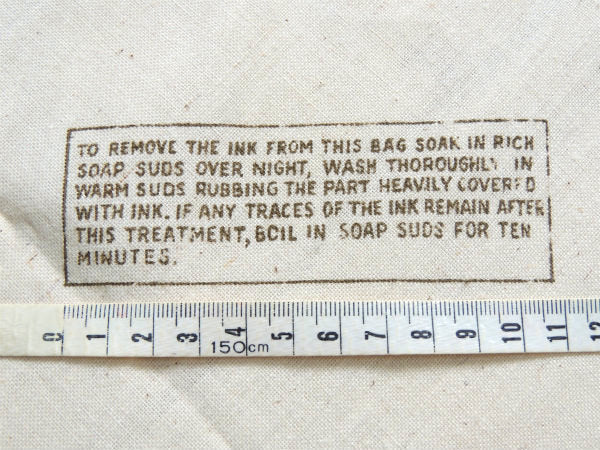 TO REMOVE THE INK FROM THIS BAG SOAK IN RICH
SOAP SUDS OVER NIGHT, WASH THOROUGHLY IN
WARM SUDS RUBBING THE PART HEAVILY COVERED
WITH INK. IF ANY TRACES OF THE INK REMAIN AFTER
THIS TREATMENT, BOIL IN SOAP SUDS FOR TEN
MINUTES.
0 1 2 3 4 5 6 7 8 9 10 11 12
150cm